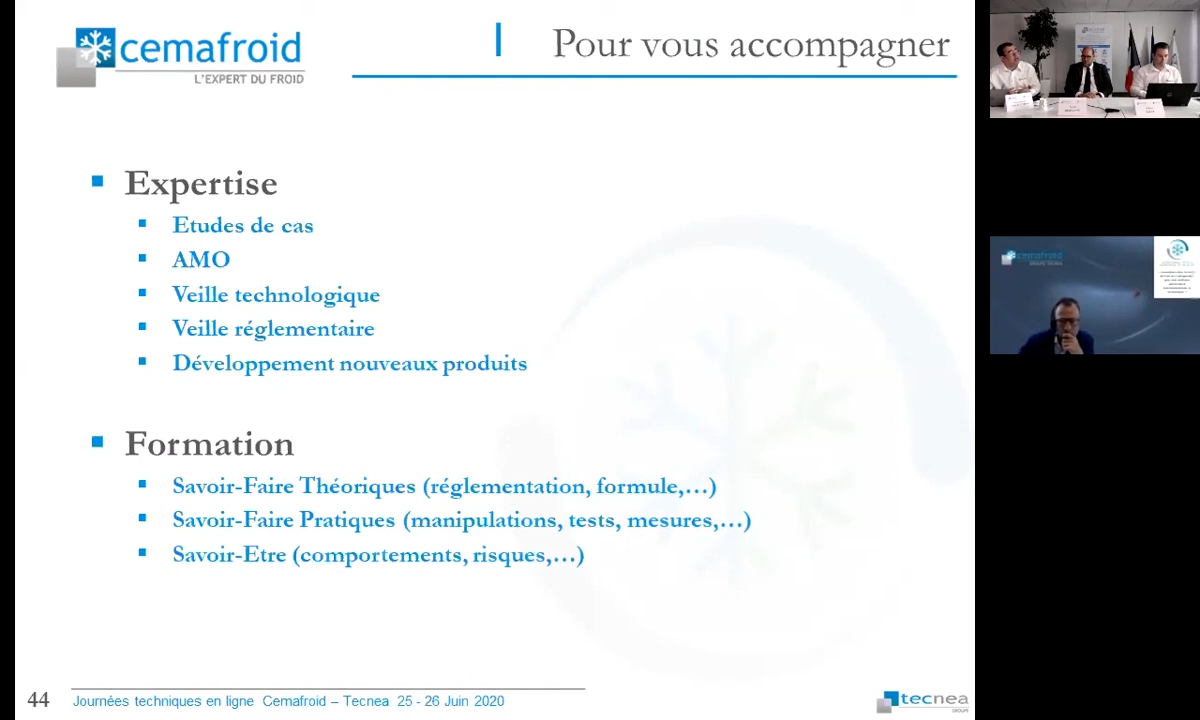 cemafroid
L'EXPERT DU FROID
Pour vous accompagner
Expertise
Etudes de cas
AMO
Veille technologique
Veille réglementaire
Développement nouveaux produits
Formation
Savoir-Faire Théoriques (réglementation, formule,…)
Savoir-Faire Pratiques (manipulations, tests, mesures,…)
Savoir-Etre (comportements, risques,…)
44
Journées techniques en ligne Cemafroid – Tecnea 25 - 26 Juin 2020
tecnea
GROUPE
cemafroid